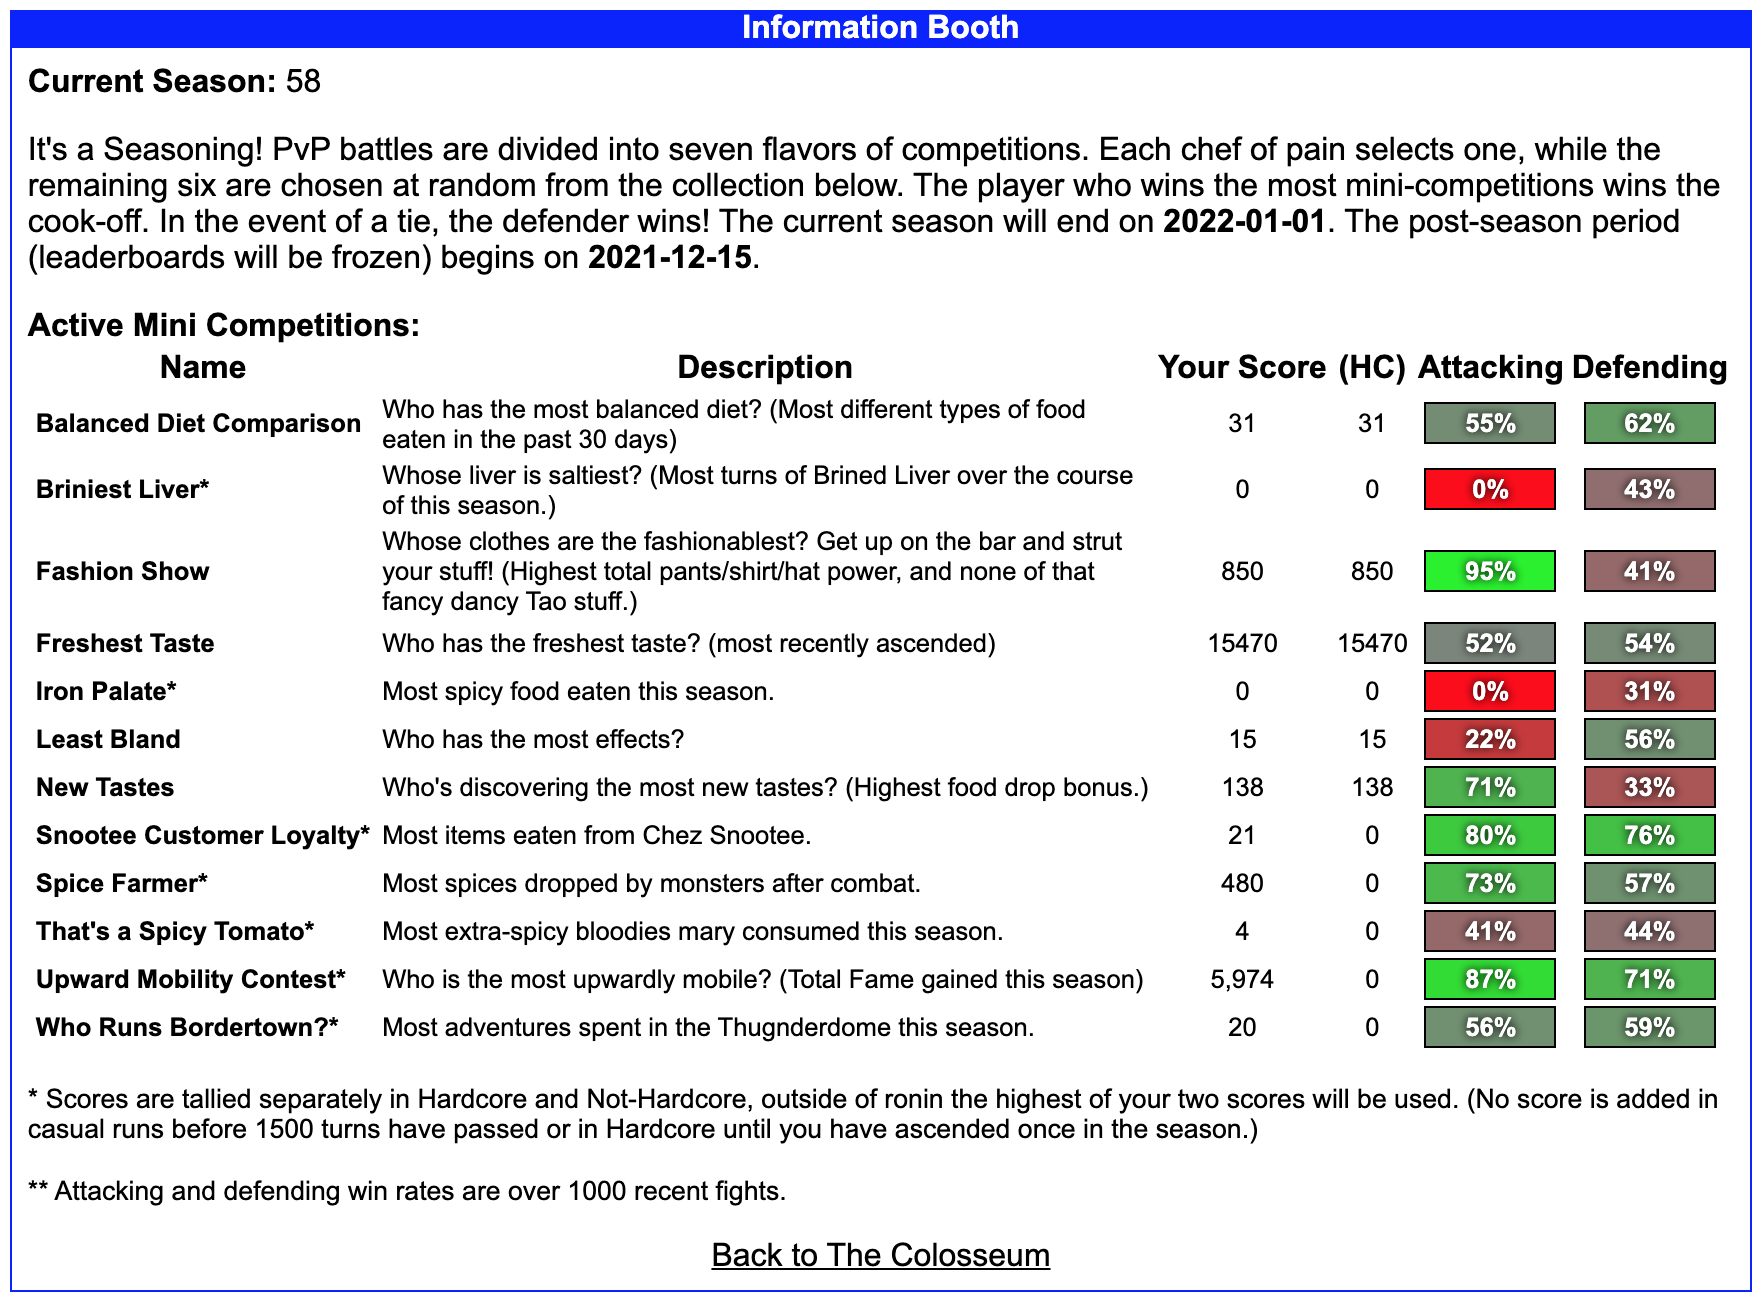 Information Booth
Current Season: 58
It's a Seasoning! PvP battles are divided into seven flavors of competitions. Each chef of pain selects one, while the
remaining six are chosen at random from the collection below. The player who wins the most mini-competitions wins the
cook-off. In the event of a tie, the defender wins! The current season will end on 2022-01-01. The post-season period
(leaderboards will be frozen) begins on 2021-12-15.
Active Mini Competitions:
Name Description Your Score (HC) Attacking Defending
Balanced Diet Comparison Who has the most balanced diet? (Most different types of food
eaten in the past 30 days) 31 31 55% 62%
Briniest Liver* Whose liver is saltiest? (Most turns of Brined Liver over the course
of this season.) 0 0 0% 43%
Fashion Show Whose clothes are the fashionablest? Get up on the bar and strut
your stuff! (Highest total pants/shirt/hat power, and none of that
fancy dancy Tao stuff.) 850 850 95% 41%
Freshest Taste Who has the freshest taste? (most recently ascended) 15470 15470 52% 54%
Iron Palate* Most spicy food eaten this season. 0 0 0% 31%
Least Bland Who has the most effects? 15 15 22% 56%
New Tastes Who's discovering the most new tastes? (Highest food drop bonus.) 138 138 71% 33%
Snootee Customer Loyalty* Most items eaten from Chez Snootee. 21 0 80% 76%
Spice Farmer* Most spices dropped by monsters after combat. 480 0 73% 57%
That's a Spicy Tomato* Most extra-spicy bloodies mary consumed this season. 4 0 41% 44%
Upward Mobility Contest* Who is the most upwardly mobile? (Total Fame gained this season) 5,974 0 87% 71%
Who Runs Bordertown?* Most adventures spent in the Thugnderdome this season. 20 0 56% 59%
* Scores are tallied separately in Hardcore and Not-Hardcore, outside of ronin the highest of your two scores will be used. (No score is added in
casual runs before 1500 turns have passed or in Hardcore until you have ascended once in the season.)
** Attacking and defending win rates are over 1000 recent fights.
Back to The Colosseum